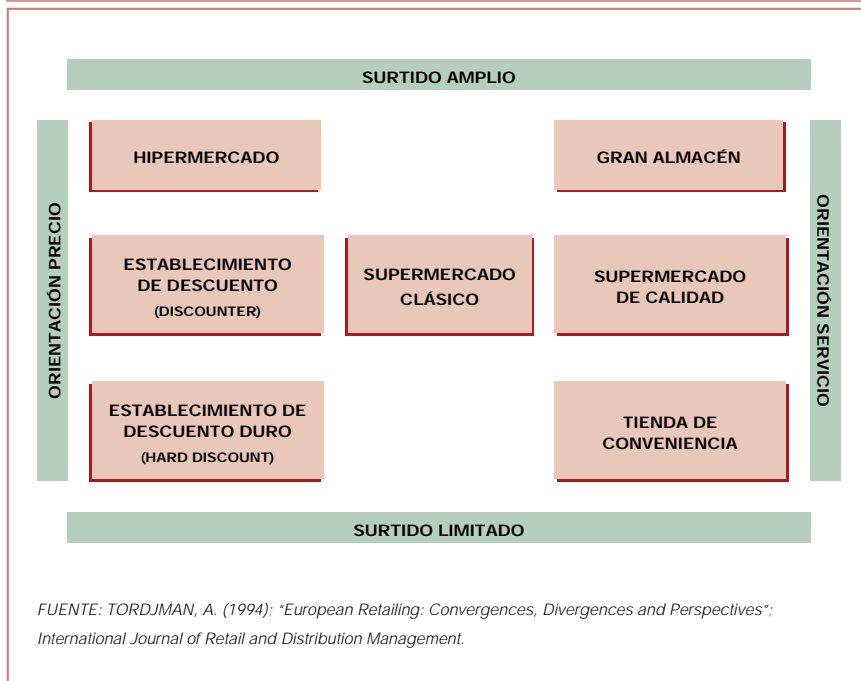 SURTIDO AMPLIO
ORIENTACIÓN PRECIO
HIPERMERCADO
GRAN ALMACÉN
ORIENTACIÓN SERVICIO
ESTABLECIMIENTO
DE DESCUENTO
(DISCOUNTER)
SUPERMERCADO
CLÁSICO
SUPERMERCADO
DE CALIDAD
ESTABLECIMIENTO DE
DESCUENTO DURO
(HARD DISCOUNT)
TIENDA DE
CONVENIENCIA
SURTIDO LIMITADO
FUENTE: TORDJMAN, A. (1994); “European Retailing: Convergences, Divergences and Perspectives”;
International Journal of Retail and Distribution Management.